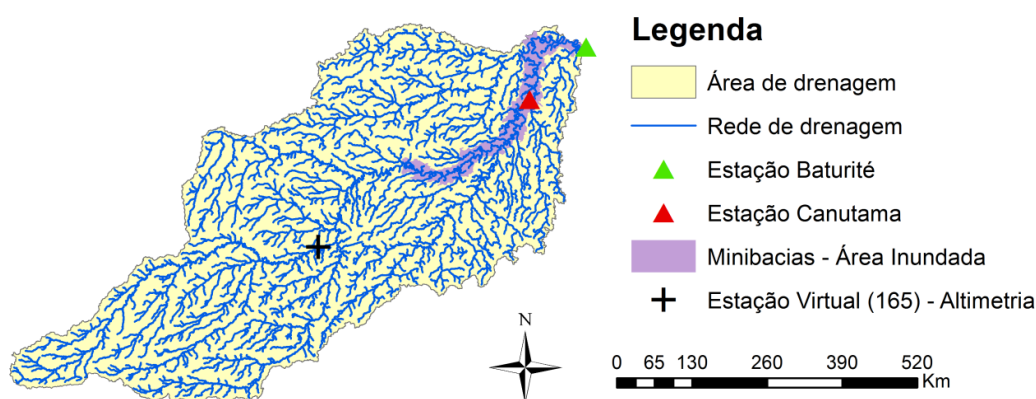 Legenda
Área de drenagem
Rede de drenagem
Estação Baturité
Estação Canutama
Minibacias - Área Inundada
Estação Virtual (165) - Altimetria
N
0 65 130 260 390 520
Km